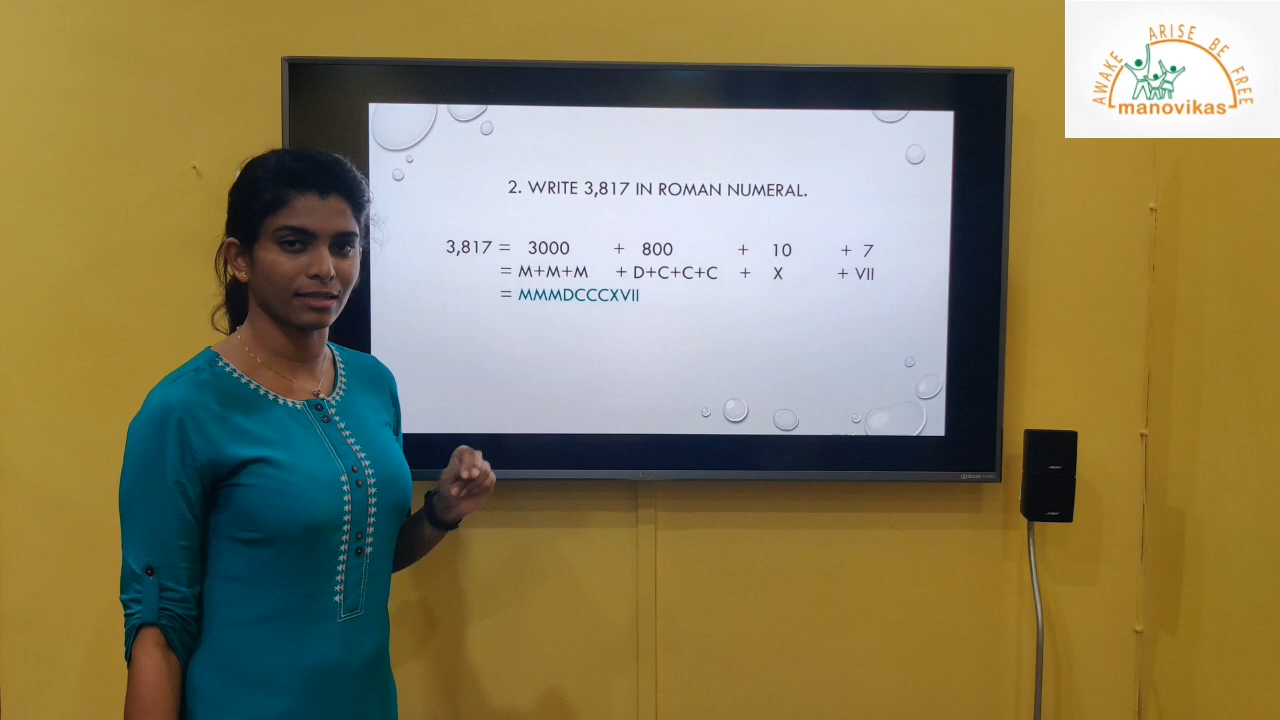 AWAKE ARISE BE FREE
manovikas
2. WRITE 3,817 IN ROMAN NUMERAL.
3,817 = 3000 + 800 + 10 + 7
= M+M+M + D+C+C+C + X + VII
= MMMDCCCXVII